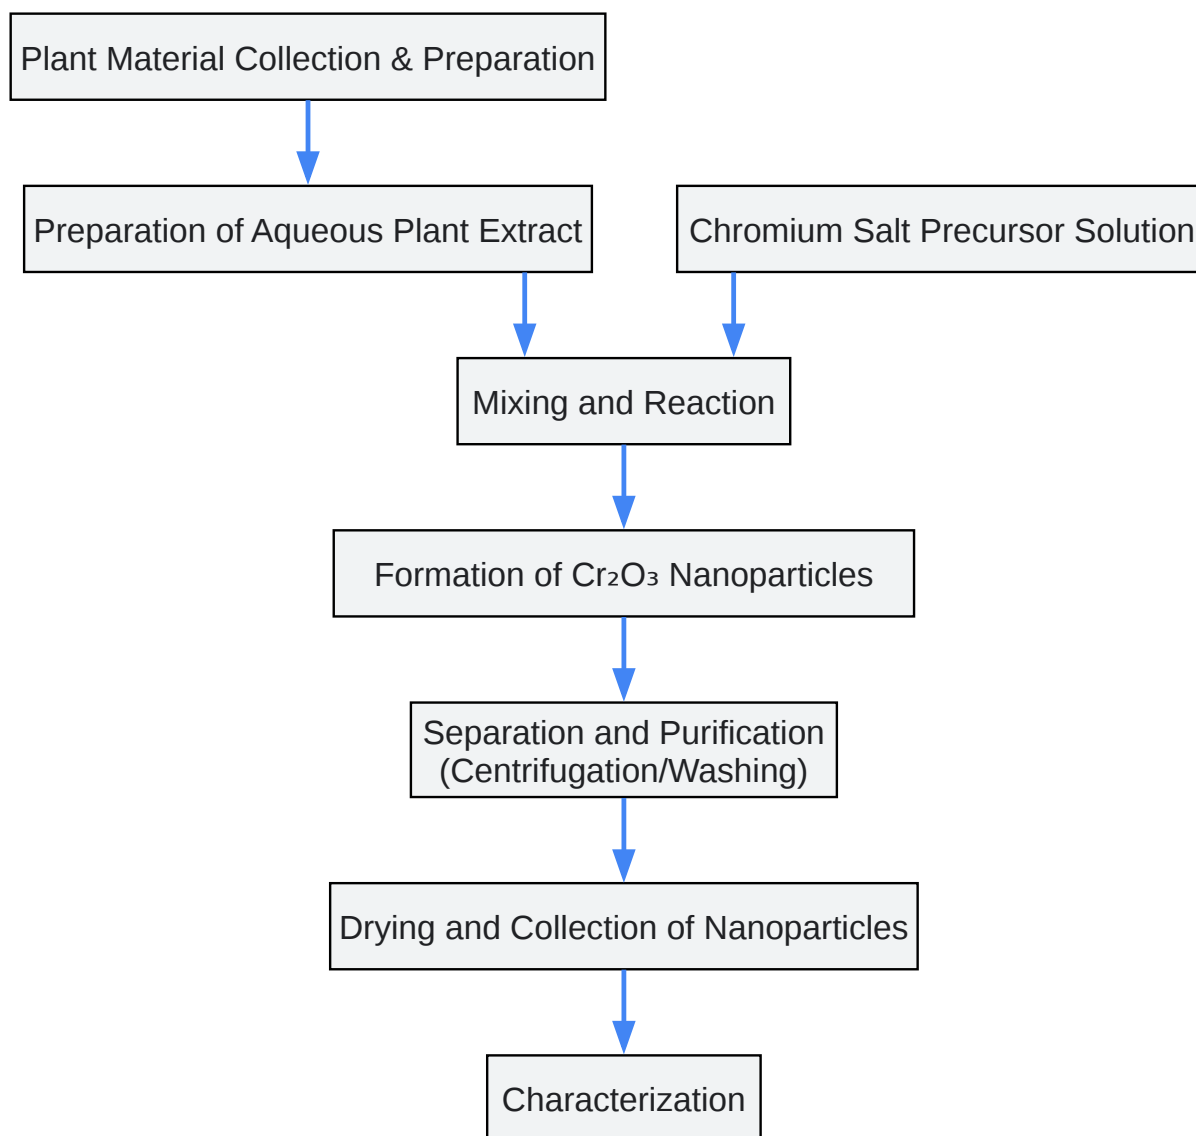 Plant Material Collection & Preparation
Preparation of Aqueous Plant Extract
Chromium Salt Precursor Solution
Mixing and Reaction
Formation of Cr₂O₃ Nanoparticles
Separation and Purification
(Centrifugation/Washing)
Drying and Collection of Nanoparticles
Characterization